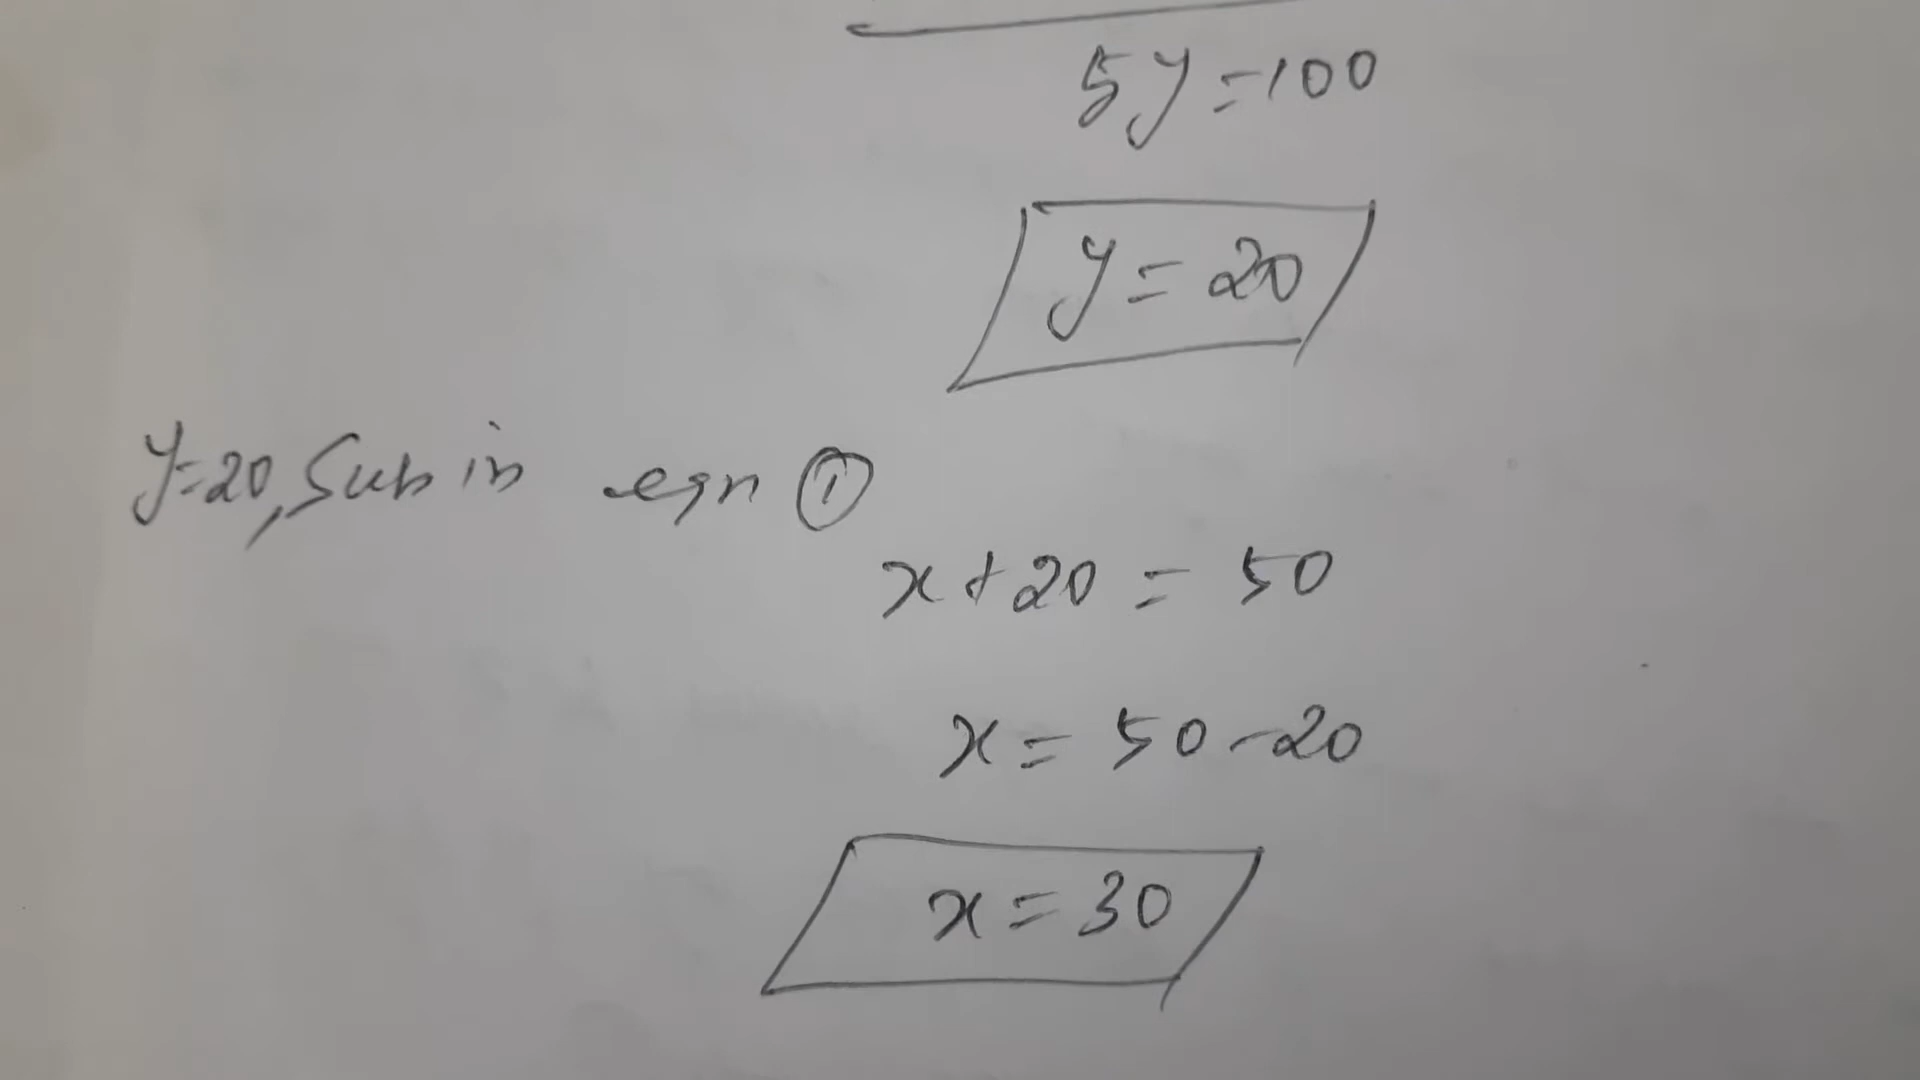 5y = 100
y = 20
y=20, Sub in eqn ①
x + 20 = 50
x = 50 - 20
x = 30